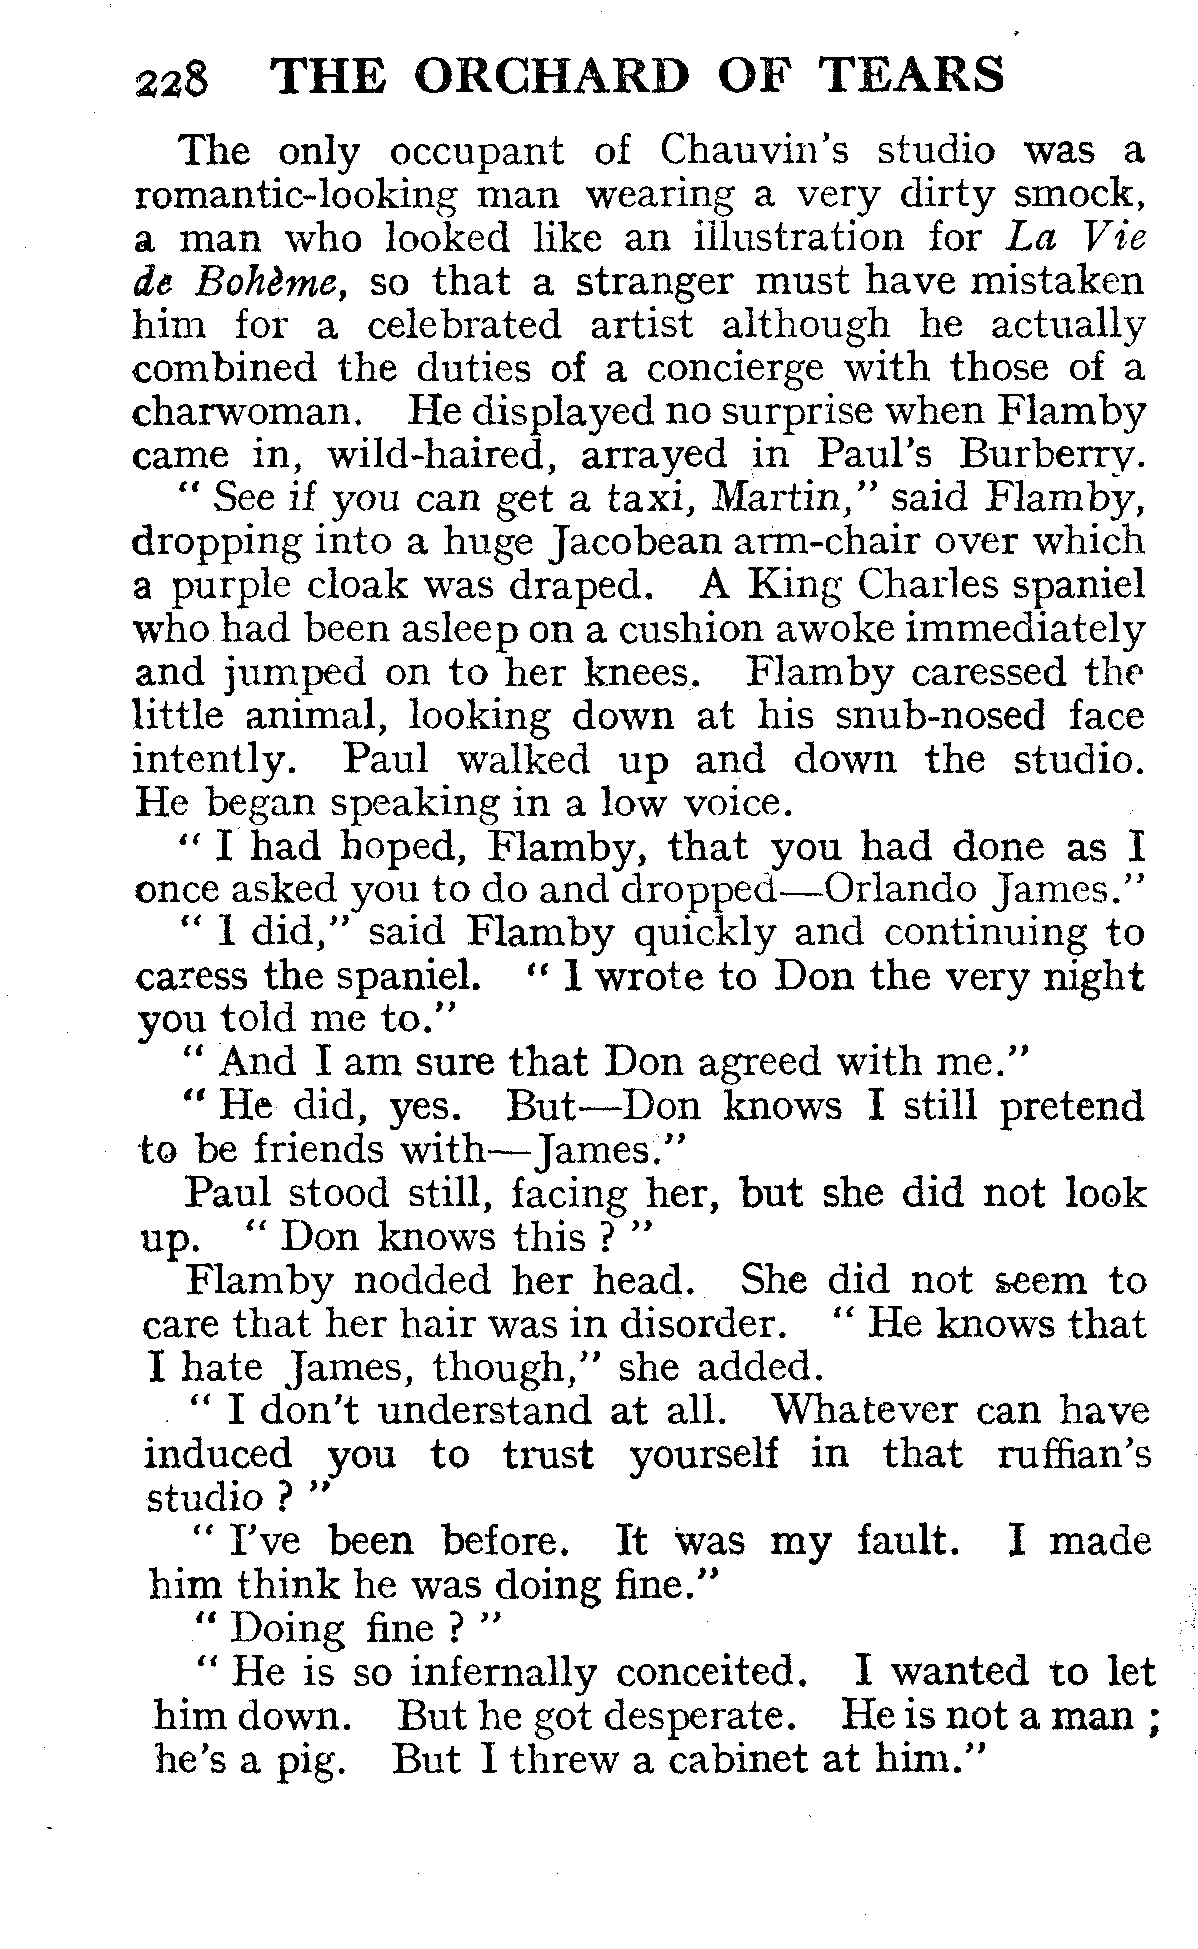 228 THE ORCHARD OF TEARS
The only occupant of Chauvin's studio was a
romantic-looking man wearing a very dirty smock,
a man who looked like an illustration for La Vie
de Bohème, so that a stranger must have mistaken
him for a celebrated artist although he actually
combined the duties of a concierge with those of a
charwoman. He displayed no surprise when Flamby
came in, wild-haired, arrayed in Paul's Burberry.
" See if you can get a taxi, Martin," said Flamby,
dropping into a huge Jacobean arm-chair over which
a purple cloak was draped. A King Charles spaniel
who had been asleep on a cushion awoke immediately
and jumped on to her knees. Flamby caressed the
little animal, looking down at his snub-nosed face
intently. Paul walked up and down the studio.
He began speaking in a low voice.
" I had hoped, Flamby, that you had done as I
once asked you to do and dropped—Orlando James."
" I did," said Flamby quickly and continuing to
caress the spaniel. " I wrote to Don the very night
you told me to."
" And I am sure that Don agreed with me."
" He did, yes. But—Don knows I still pretend
to be friends with—James."
Paul stood still, facing her, but she did not look
up. " Don knows this ? "
Flamby nodded her head. She did not seem to
care that her hair was in disorder. " He knows that
I hate James, though," she added.
" I don't understand at all. Whatever can have
induced you to trust yourself in that ruffian's
studio ? "
" I've been before. It was my fault. I made
him think he was doing fine."
" Doing fine ? "
" He is so infernally conceited. I wanted to let
him down. But he got desperate. He is not a man ;
he's a pig. But I threw a cabinet at him."